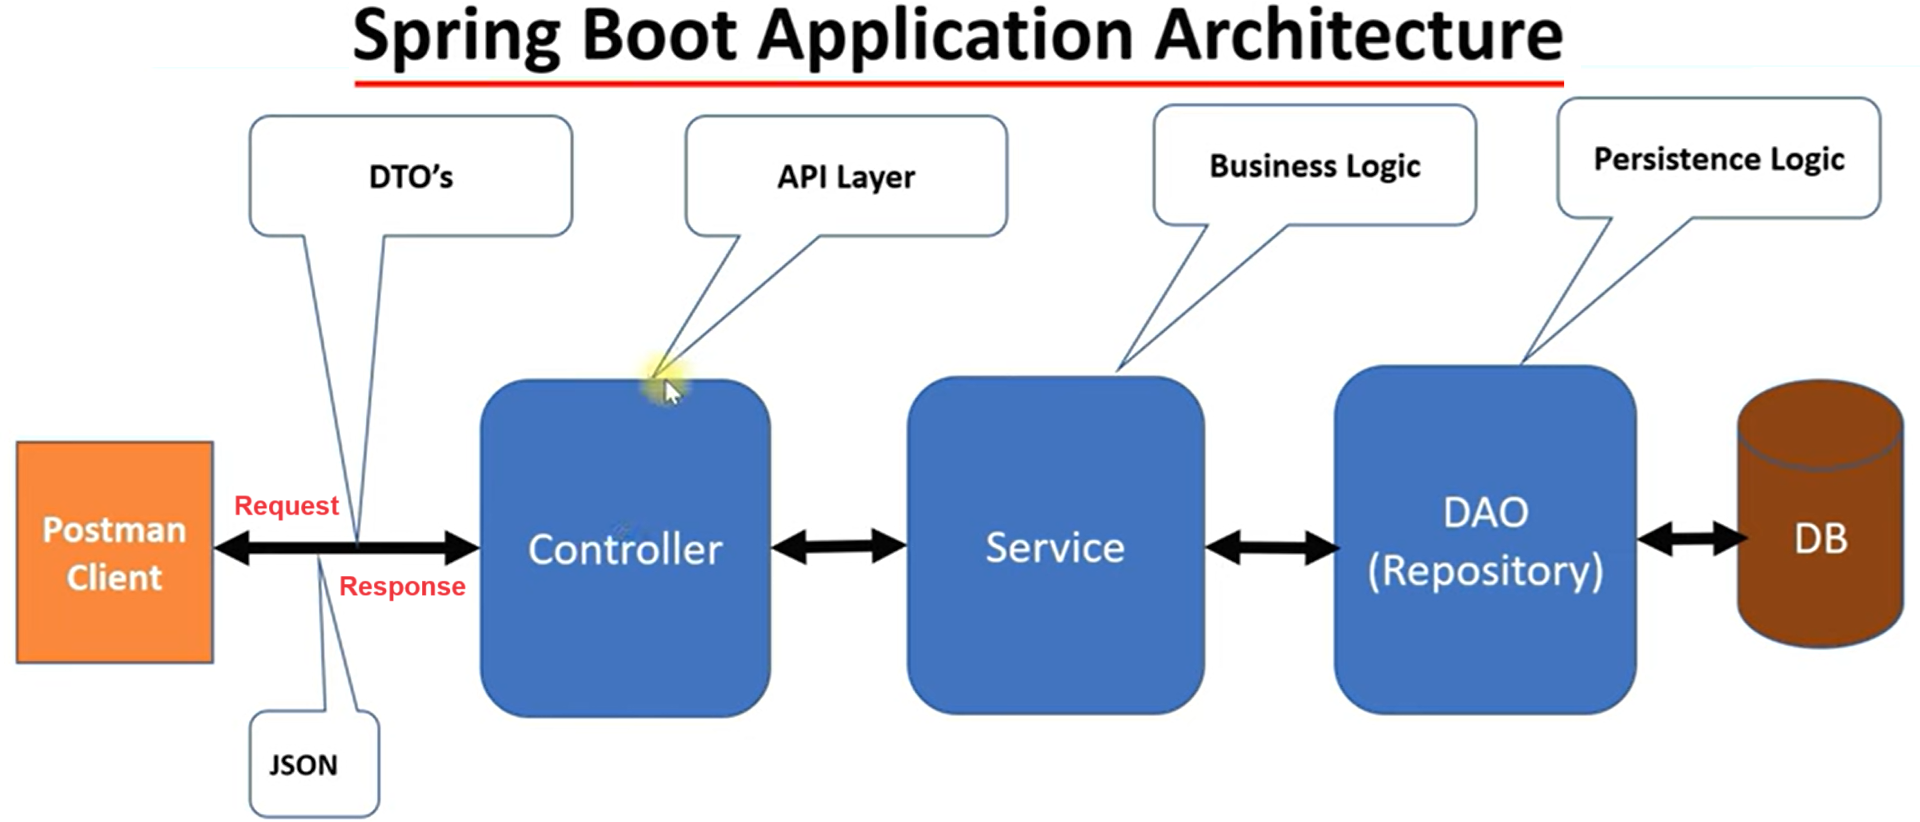 Spring Boot Application Architecture
DTO’s
API Layer
Business Logic
Persistence Logic
Postman
Client
Request
Response
JSON
Controller
Service
DAO
(Repository)
DB